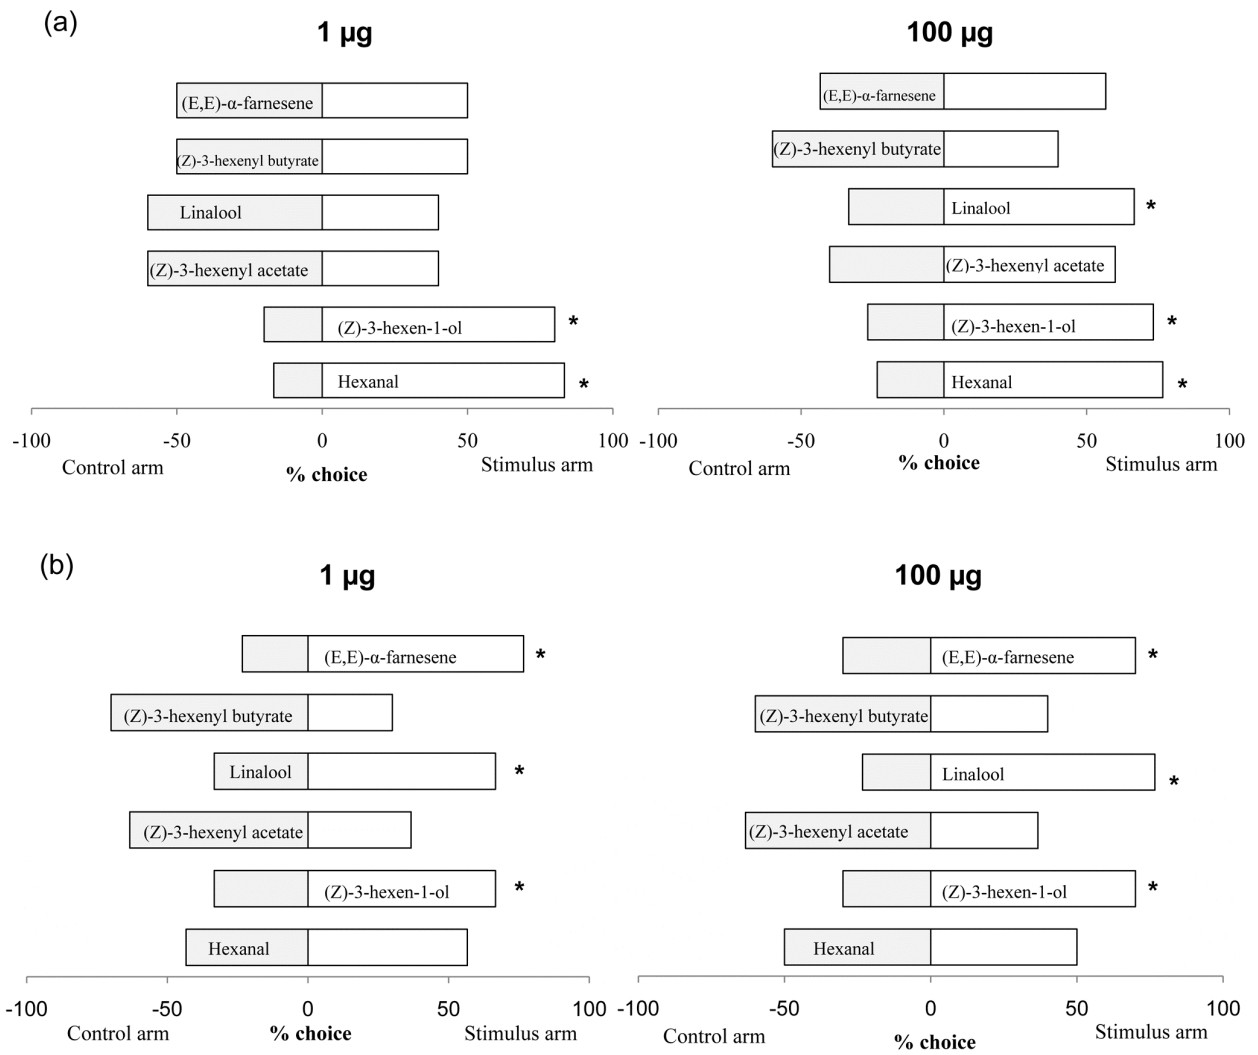 (a)
1 µg
(E,E)-α-farnesene
(Z)-3-hexenyl butyrate
Linalool
(Z)-3-hexenyl acetate
(Z)-3-hexen-1-ol *
Hexanal *
-100 -50 0 50 100
Control arm % choice Stimulus arm
100 µg
(E,E)-α-farnesene
(Z)-3-hexenyl butyrate
Linalool *
(Z)-3-hexenyl acetate
(Z)-3-hexen-1-ol *
Hexanal *
-100 -50 0 50 100
Control arm % choice Stimulus arm
(b)
1 µg
(E,E)-α-farnesene *
(Z)-3-hexenyl butyrate
Linalool *
(Z)-3-hexenyl acetate
(Z)-3-hexen-1-ol *
Hexanal
-100 -50 0 50 100
Control arm % choice Stimulus arm
100 µg
(E,E)-α-farnesene *
(Z)-3-hexenyl butyrate
Linalool *
(Z)-3-hexenyl acetate
(Z)-3-hexen-1-ol *
Hexanal
-100 -50 0 50 100
Control arm % choice Stimulus arm